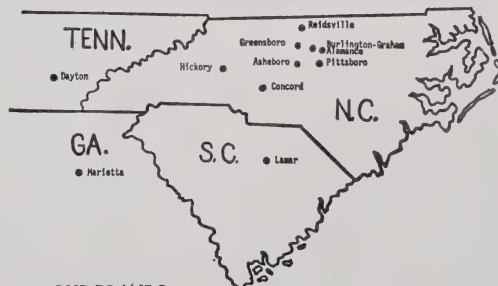 TENN.
Reidsville
Greensboro
Burlington-Graham
Alamance
Dayton
Hickory
Asheboro
Pittsboro
Concord
N.C.
GA.
S.C.
Lamar
Marietta